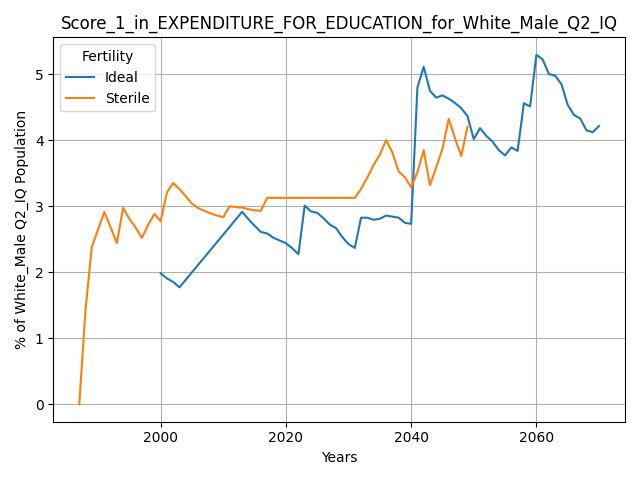 Score_1_in_EXPENDITURE_FOR_EDUCATION_for_White_Male_Q2_IQ
Fertility
Ideal
Sterile
% of White_Male Q2_IQ Population
5
4
3
2
1
0
2000 2020 2040 2060
Years